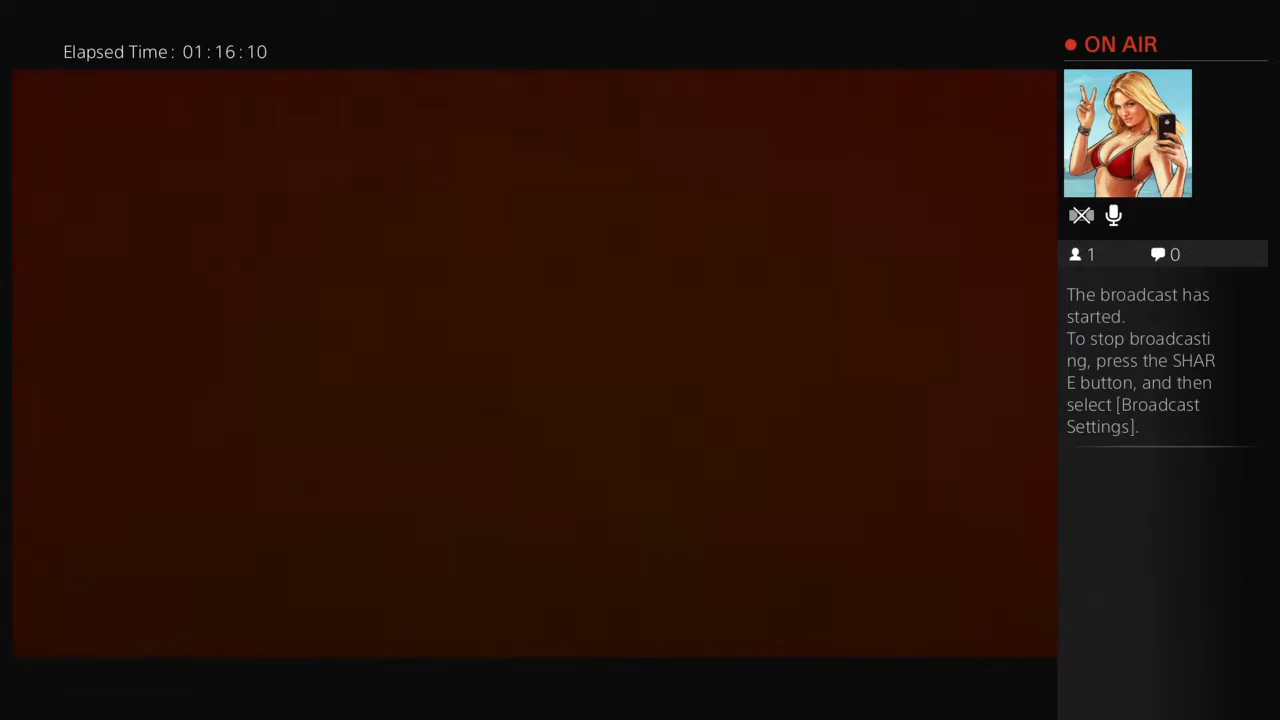 Elapsed Time: 01:16:10
ON AIR
1
0
The broadcast has
started.
To stop broadcasti
ng, press the SHAR
E button, and then
select [Broadcast
Settings].